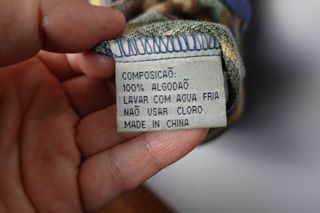 COMPOSICAÕ:
100% ALGODAÕ
LAVAR COM AGUA FRIA
NAÕ USAR CLORO
MADE IN CHINA